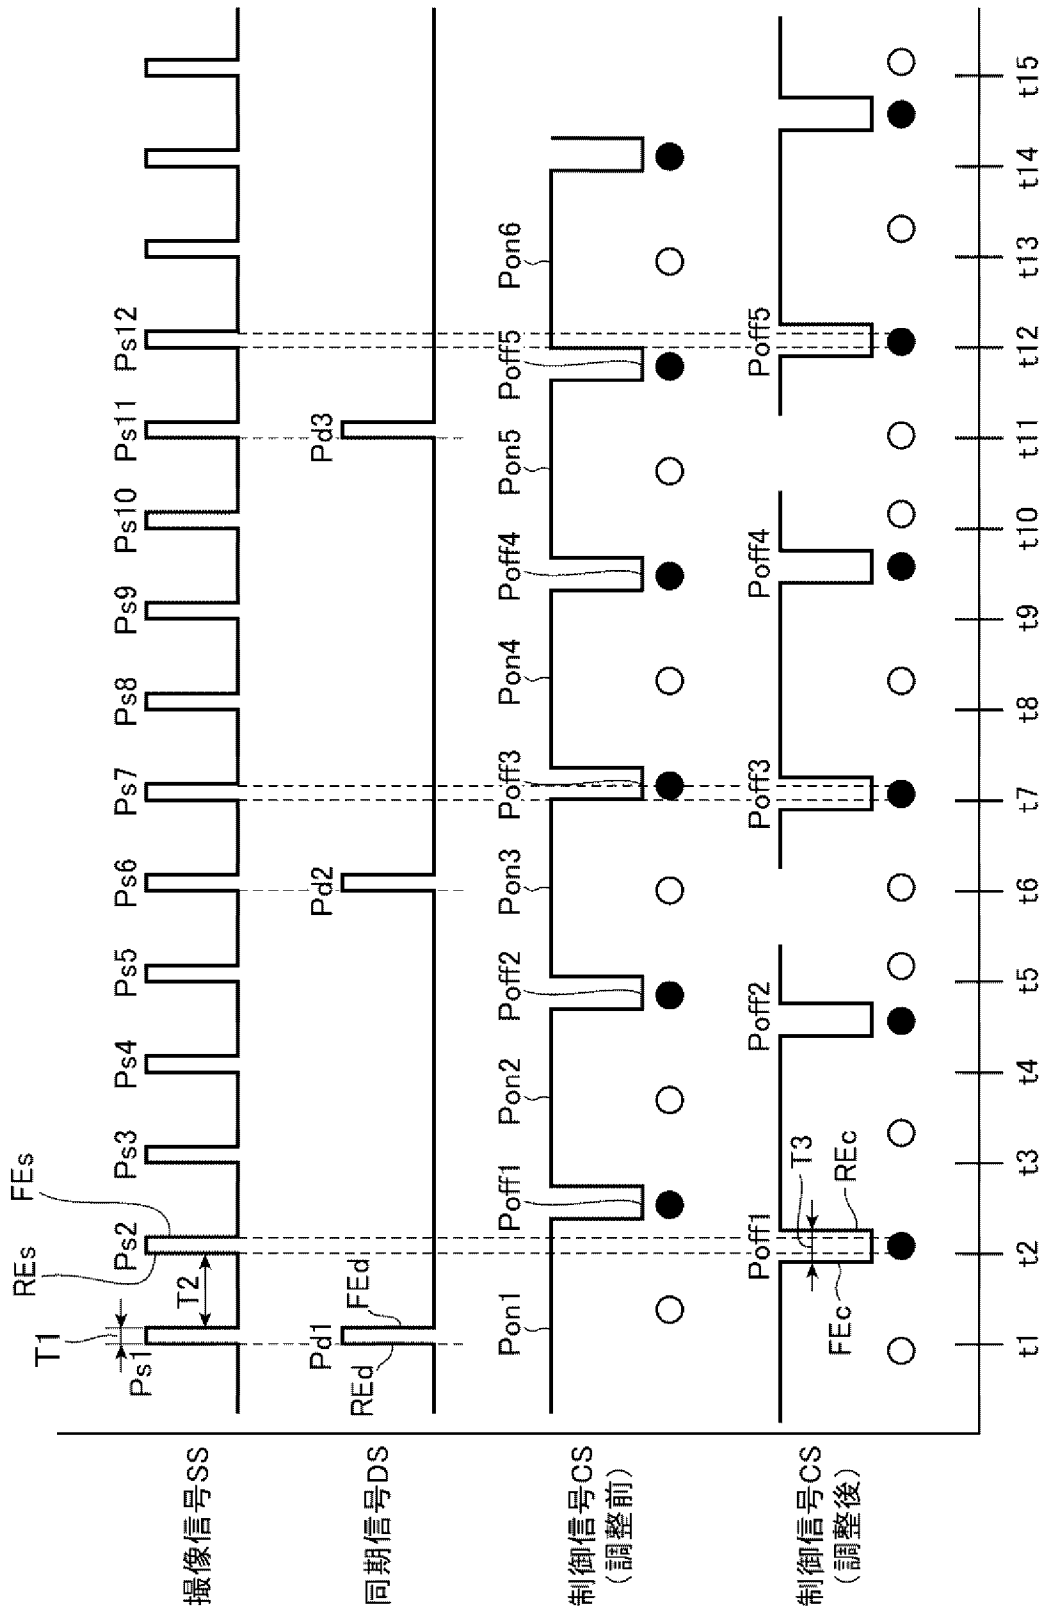 撮像信号SS
T1
Ps1
T2
REs
FEs
Ps2
Ps3
Ps4
Ps5
Ps6
Ps7
Ps8
Ps9
Ps10
Ps11
Ps12
同期信号DS
REd
Pd1
FEd
Pd2
Pd3
制御信号CS
(調整前)
Pon1
Poff1
Pon2
Poff2
Pon3
Poff3
Pon4
Poff4
Pon5
Poff5
Pon6
制御信号CS
(調整後)
FEc
Poff1
T3
REc
Poff2
Poff3
Poff4
Poff5
t1
t2
t3
t4
t5
t6
t7
t8
t9
t10
t11
t12
t13
t14
t15